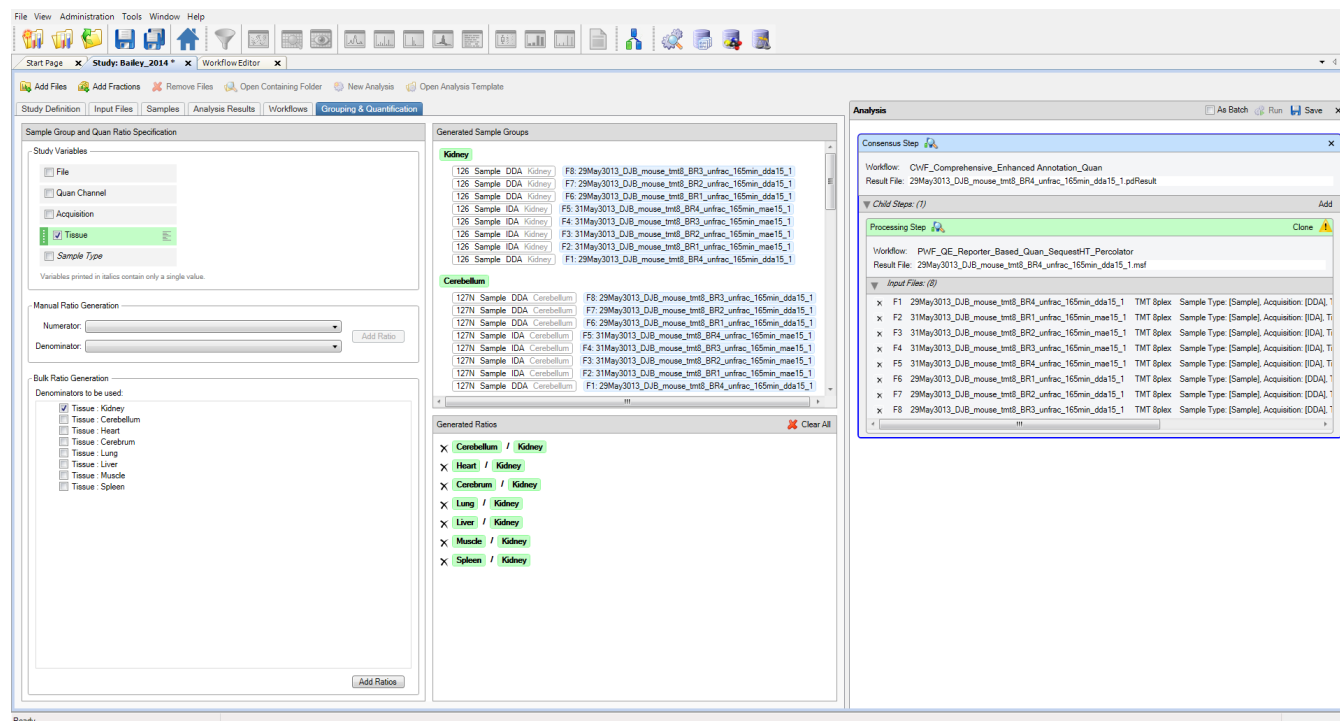 File View Administration Tools Window Help
Start Page x Study: Bailey_2014 * x WorkflowEditor x
Add Files Add Fractions Remove Files Open Containing Folder New Analysis Open Analysis Template
Study Definition Input Files Samples Analysis Results Workflows Grouping & Quantification
Sample Group and Quan Ratio Specification
Study Variables
File
Quan Channel
Acquisition
Tissue
Sample Type
Variables printed in italics contain only a single value.
Manual Ratio Generation
Numerator:
Denominator:
Add Ratio
Bulk Ratio Generation
Denominators to be used:
Tissue : Kidney
Tissue : Cerebellum
Tissue : Heart
Tissue : Cerebrum
Tissue : Lung
Tissue : Liver
Tissue : Muscle
Tissue : Spleen
Add Ratios
Generated Sample Groups
Kidney
126 Sample DDA Kidney F8: 29May3013_DJB_mouse_tmt8_BR3_unfrac_165min_dda15_1
126 Sample DDA Kidney F7: 29May3013_DJB_mouse_tmt8_BR2_unfrac_165min_dda15_1
126 Sample DDA Kidney F6: 29May3013_DJB_mouse_tmt8_BR1_unfrac_165min_dda15_1
126 Sample IDA Kidney F5: 31May3013_DJB_mouse_tmt8_BR4_unfrac_165min_mae15_1
126 Sample IDA Kidney F4: 31May3013_DJB_mouse_tmt8_BR3_unfrac_165min_mae15_1
126 Sample IDA Kidney F3: 31May3013_DJB_mouse_tmt8_BR2_unfrac_165min_mae15_1
126 Sample IDA Kidney F2: 31May3013_DJB_mouse_tmt8_BR1_unfrac_165min_mae15_1
126 Sample DDA Kidney F1: 29May3013_DJB_mouse_tmt8_BR4_unfrac_165min_dda15_1
Cerebellum
127N Sample DDA Cerebellum F8: 29May3013_DJB_mouse_tmt8_BR3_unfrac_165min_dda15_1
127N Sample DDA Cerebellum F7: 29May3013_DJB_mouse_tmt8_BR2_unfrac_165min_dda15_1
127N Sample DDA Cerebellum F6: 29May3013_DJB_mouse_tmt8_BR1_unfrac_165min_dda15_1
127N Sample IDA Cerebellum F5: 31May3013_DJB_mouse_tmt8_BR4_unfrac_165min_mae15_1
127N Sample IDA Cerebellum F4: 31May3013_DJB_mouse_tmt8_BR3_unfrac_165min_mae15_1
127N Sample IDA Cerebellum F3: 31May3013_DJB_mouse_tmt8_BR2_unfrac_165min_mae15_1
127N Sample IDA Cerebellum F2: 31May3013_DJB_mouse_tmt8_BR1_unfrac_165min_mae15_1
127N Sample DDA Cerebellum F1: 29May3013_DJB_mouse_tmt8_BR4_unfrac_165min_dda15_1
Generated Ratios Clear All
Cerebellum / Kidney
Heart / Kidney
Cerebrum / Kidney
Lung / Kidney
Liver / Kidney
Muscle / Kidney
Spleen / Kidney
Analysis As Batch Run Save x
Consensus Step x
Workflow: CWF_Comprehensive_Enhanced Annotation_Quan
Result File: 29May3013_DJB_mouse_tmt8_BR4_unfrac_165min_dda15_1.pdResult
Child Steps: (1) Add
Processing Step Clone
Workflow: PWF_QE_Reporter_Based_Quan_SequestHT_Percolator
Result File: 29May3013_DJB_mouse_tmt8_BR4_unfrac_165min_dda15_1.msf
Input Files: (8)
x F1 29May3013_DJB_mouse_tmt8_BR4_unfrac_165min_dda15_1 TMT 8plex Sample Type: [Sample], Acquisition: [DDA],
x F2 31May3013_DJB_mouse_tmt8_BR1_unfrac_165min_mae15_1 TMT 8plex Sample Type: [Sample], Acquisition: [IDA], Ti
x F3 31May3013_DJB_mouse_tmt8_BR2_unfrac_165min_mae15_1 TMT 8plex Sample Type: [Sample], Acquisition: [IDA], Ti
x F4 31May3013_DJB_mouse_tmt8_BR3_unfrac_165min_mae15_1 TMT 8plex Sample Type: [Sample], Acquisition: [IDA], Ti
x F5 31May3013_DJB_mouse_tmt8_BR4_unfrac_165min_mae15_1 TMT 8plex Sample Type: [Sample], Acquisition: [IDA], Ti
x F6 29May3013_DJB_mouse_tmt8_BR1_unfrac_165min_dda15_1 TMT 8plex Sample Type: [Sample], Acquisition: [DDA],
x F7 29May3013_DJB_mouse_tmt8_BR2_unfrac_165min_dda15_1 TMT 8plex Sample Type: [Sample], Acquisition: [DDA],
x F8 29May3013_DJB_mouse_tmt8_BR3_unfrac_165min_dda15_1 TMT 8plex Sample Type: [Sample], Acquisition: [DDA],